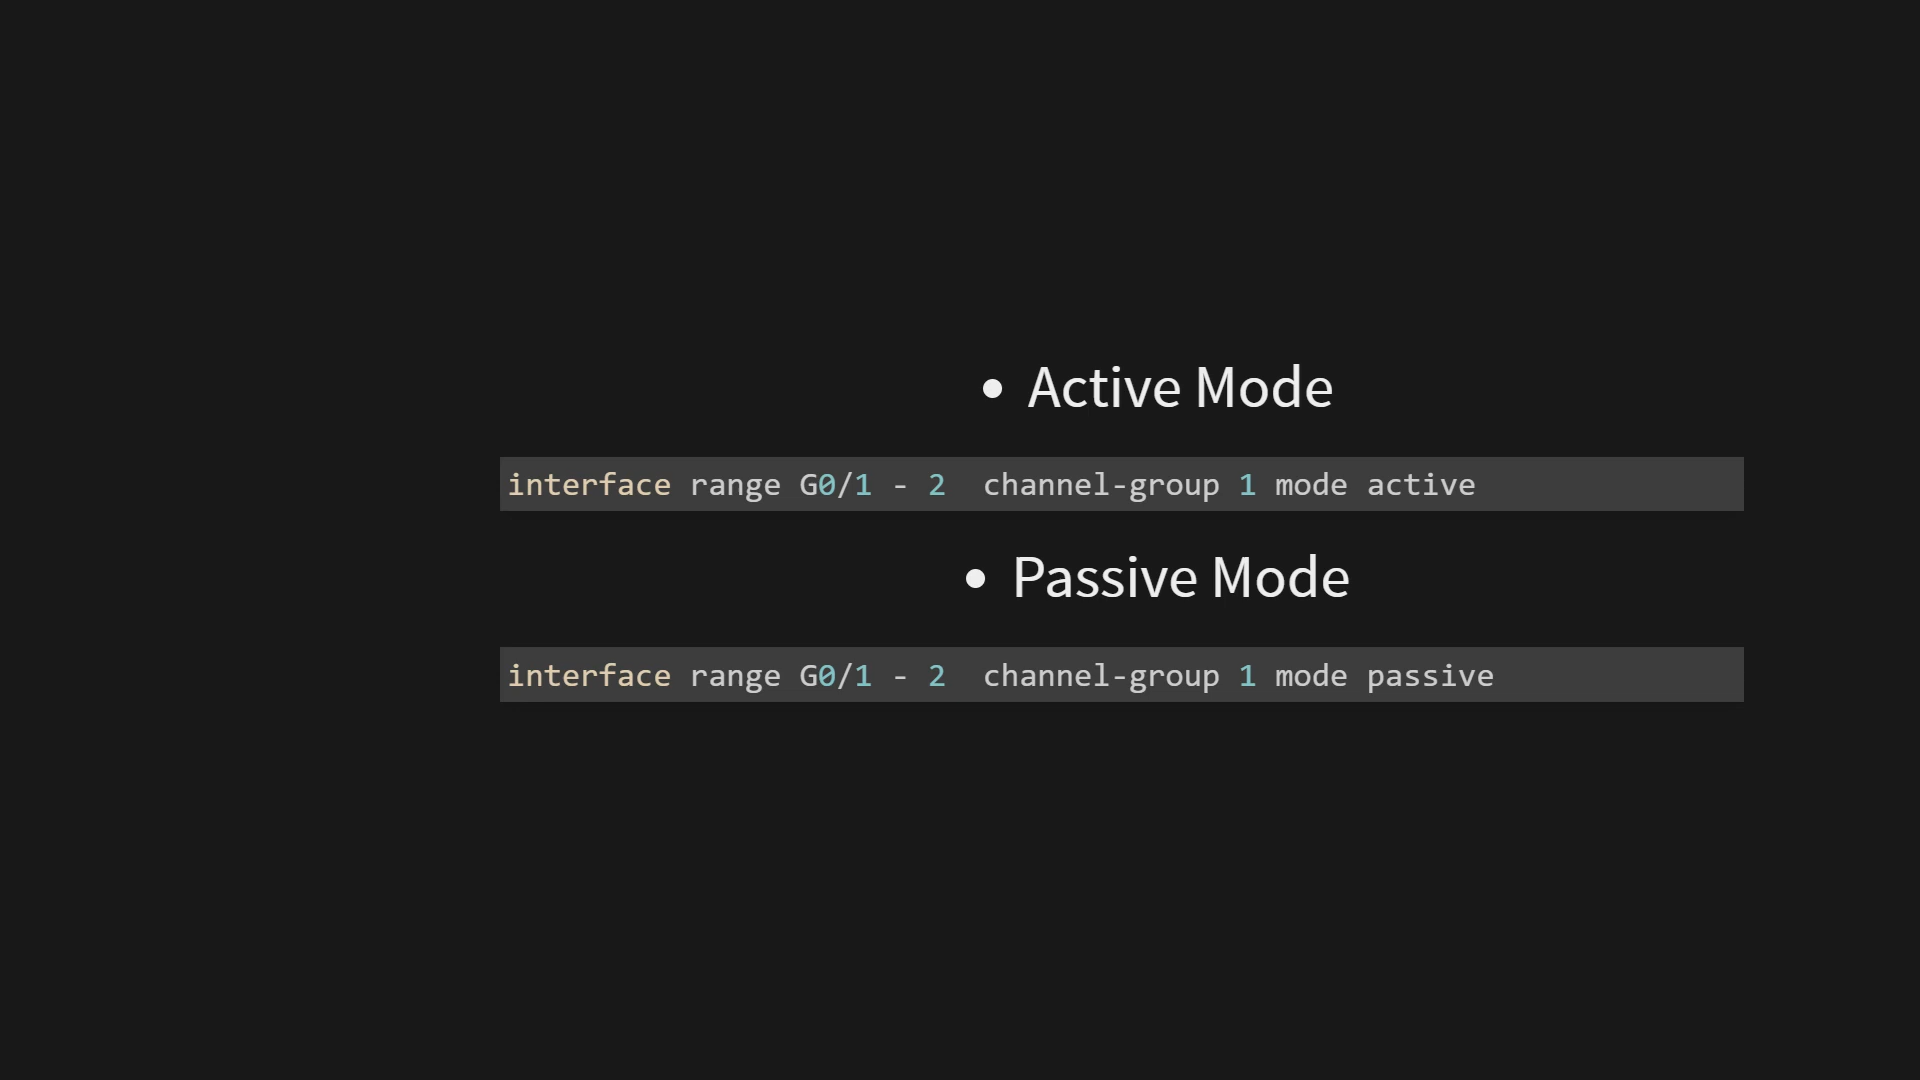 • Active Mode
interface range G0/1 - 2  channel-group 1 mode active
• Passive Mode
interface range G0/1 - 2  channel-group 1 mode passive